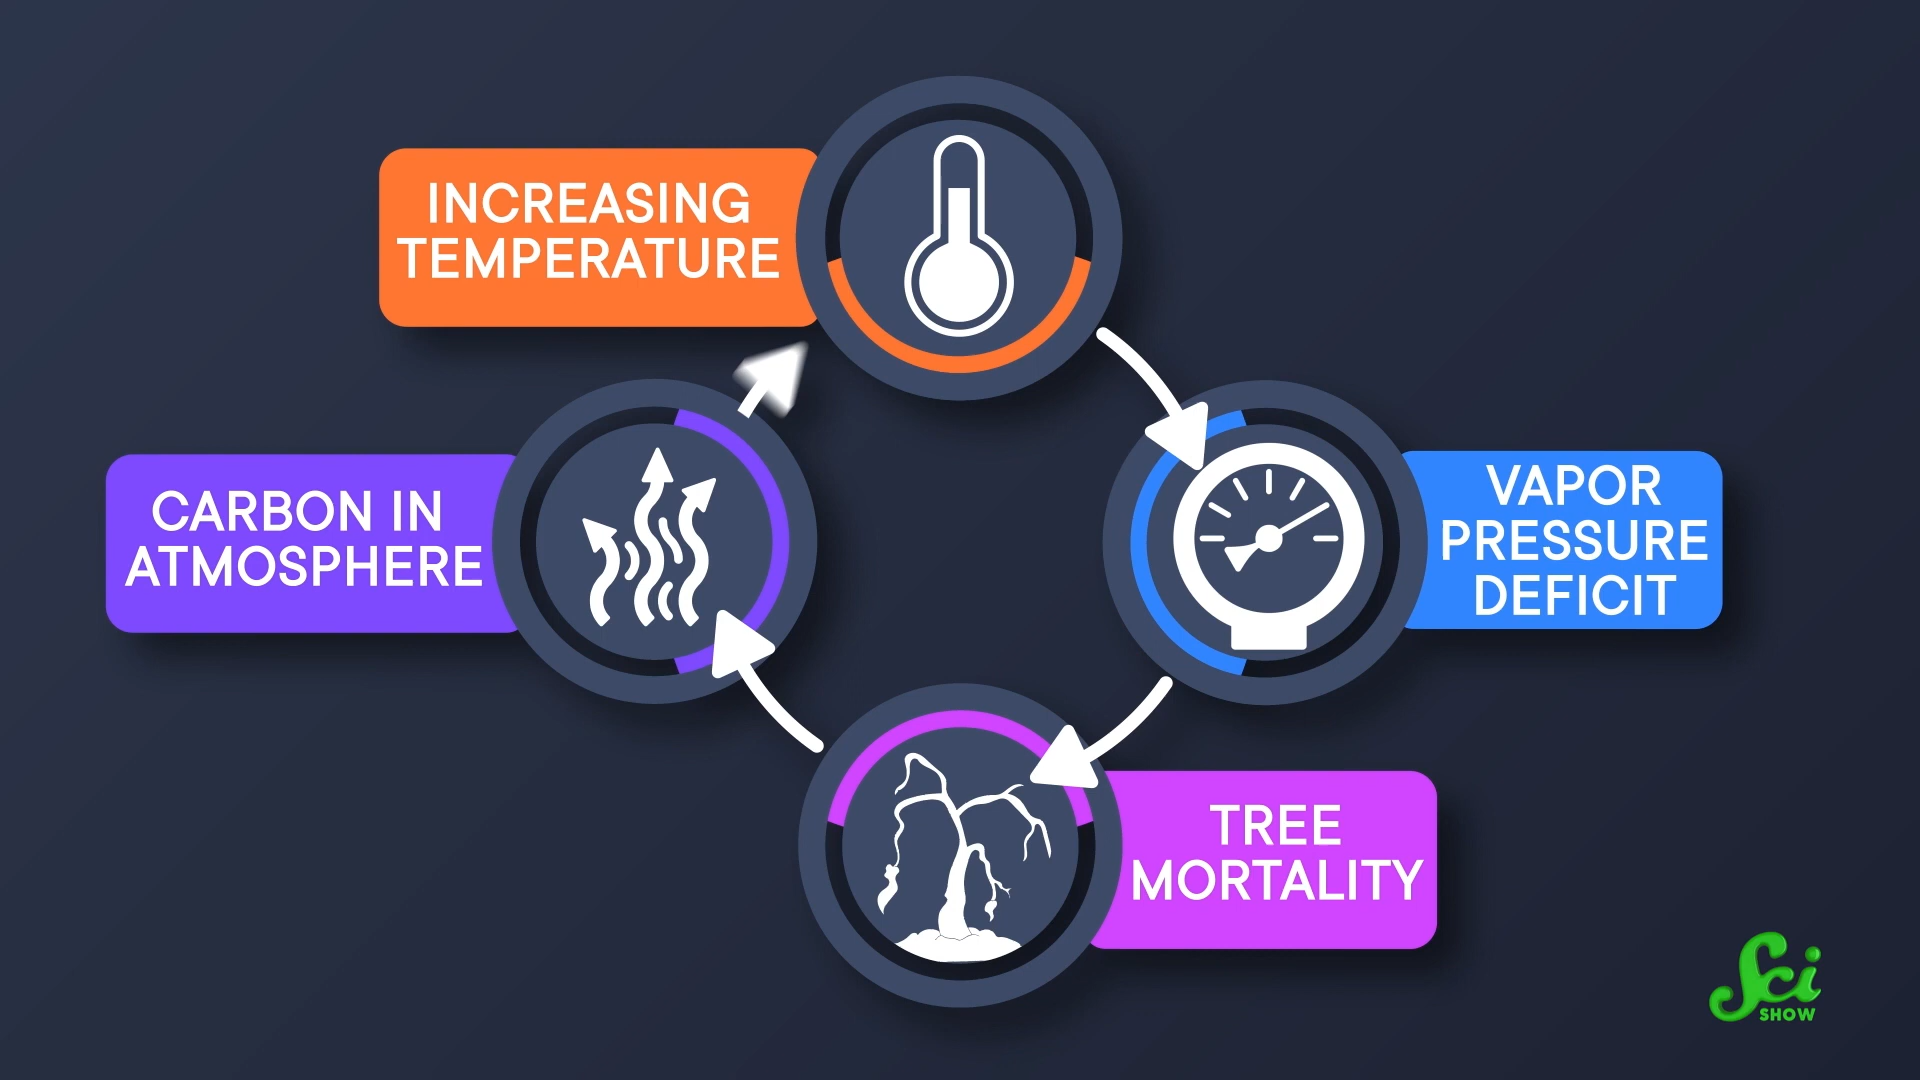 INCREASING
TEMPERATURE
CARBON IN
ATMOSPHERE
VAPOR
PRESSURE
DEFICIT
TREE
MORTALITY
Sci
SHOW